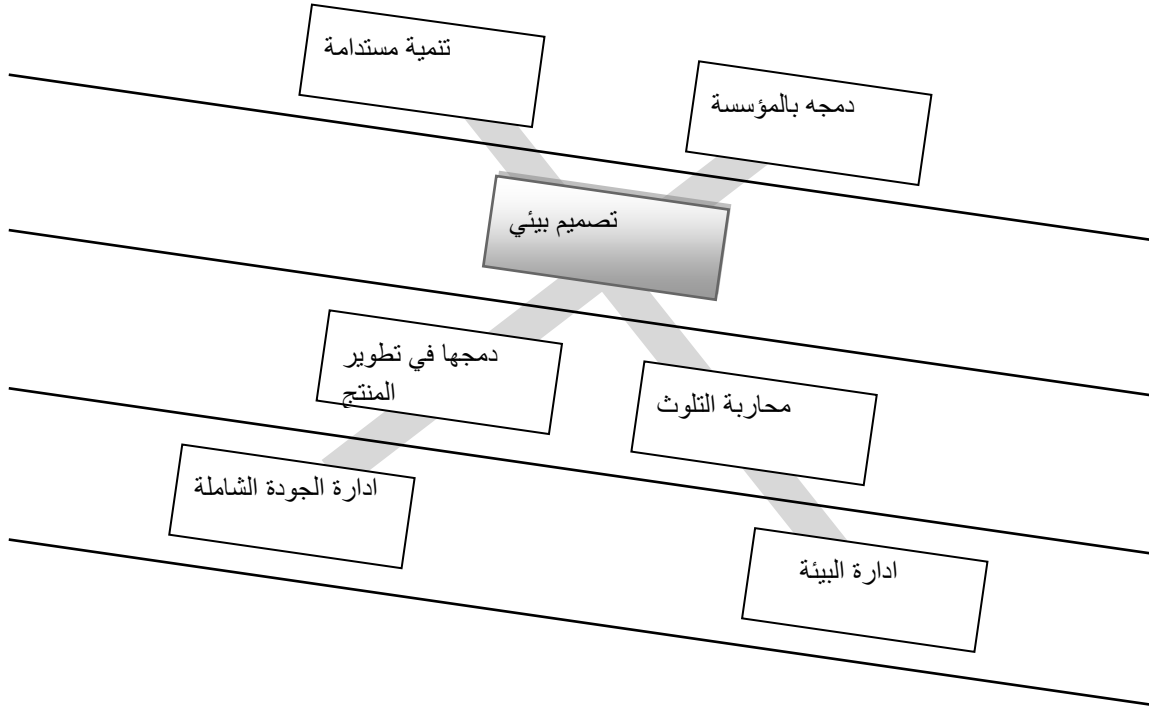 تنمية مستدامة
دمجه بالمؤسسة
تصميم بيئي
دمجها في تطوير
المنتج
محاربة التلوث
ادارة الجودة الشاملة
ادارة البيئة